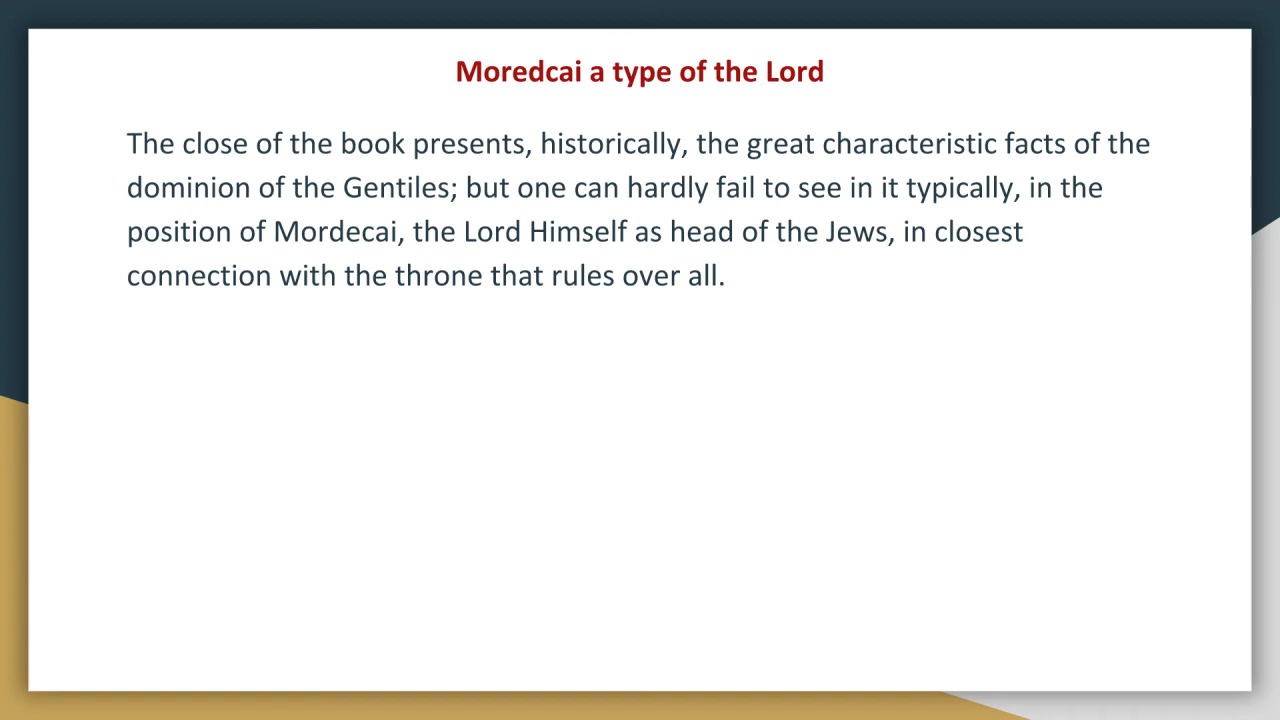 Moredcai a type of the Lord
The close of the book presents, historically, the great characteristic facts of the
dominion of the Gentiles; but one can hardly fail to see in it typically, in the
position of Mordecai, the Lord Himself as head of the Jews, in closest
connection with the throne that rules over all.